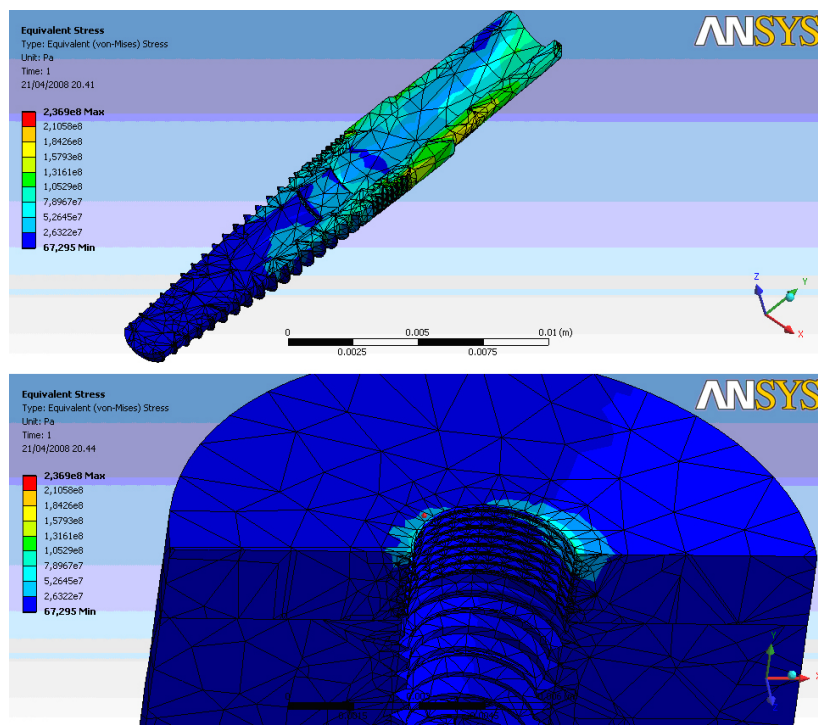 ANSYS
Equivalent Stress
Type: Equivalent (von-Mises) Stress
Unit: Pa
Time: 1
21/04/2008 20.41
2,369e8 Max
2,1058e8
1,8426e8
1,5793e8
1,3161e8
1,0529e8
7,8967e7
5,2645e7
2,6322e7
67,295 Min
Z
Y
X
0 0.005 0.01 (m)
0.0025 0.0075
ANSYS
Equivalent Stress
Type: Equivalent (von-Mises) Stress
Unit: Pa
Time: 1
21/04/2008 20.44
2,369e8 Max
2,1058e8
1,8426e8
1,5793e8
1,3161e8
1,0529e8
7,8967e7
5,2645e7
2,6322e7
67,295 Min
Y
X